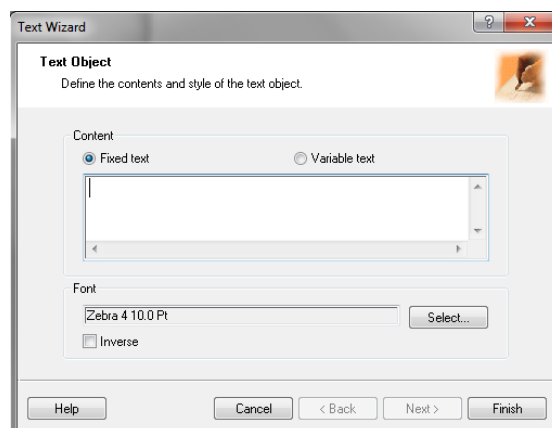 Text Wizard
Text Object
Define the contents and style of the text object.
Content
Fixed text Variable text
Font
Zebra 4 10.0 Pt Select...
Inverse
Help Cancel < Back Next > Finish